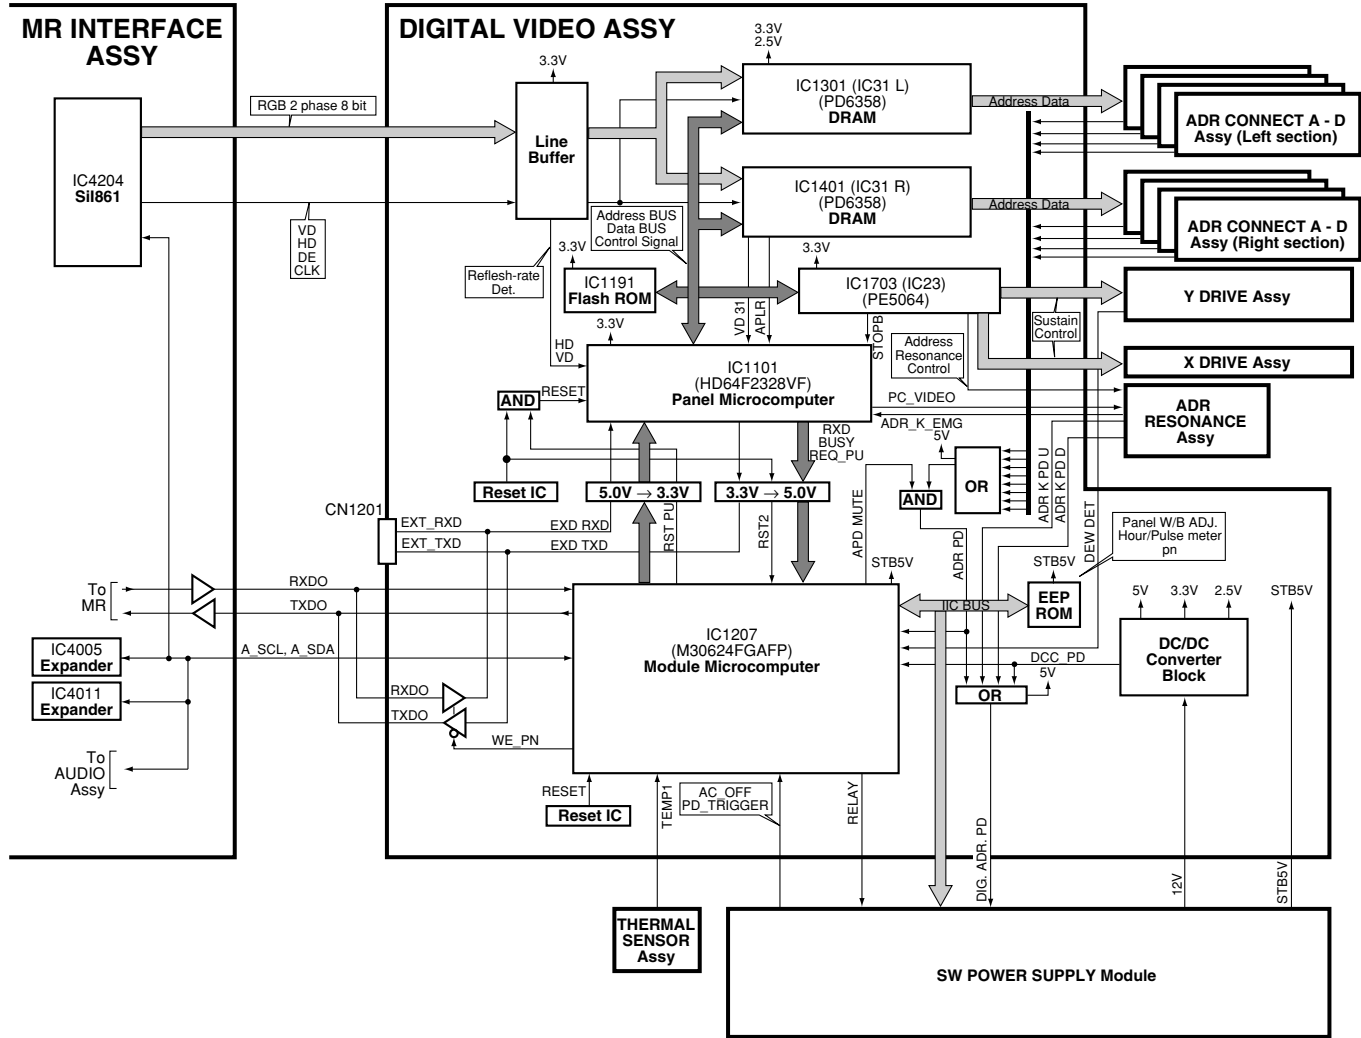 MR INTERFACE
ASSY
DIGITAL VIDEO ASSY
IC4204
SiI861
RGB 2 phase 8 bit
VD
HD
DE
CLK
3.3V
Line
Buffer
3.3V
2.5V
IC1301 (IC31 L)
(PD6358)
DRAM
Address Data
ADR CONNECT A - D
Assy (Left section)
IC1401 (IC31 R)
(PD6358)
DRAM
Address Data
ADR CONNECT A - D
Assy (Right section)
Address BUS
Data BUS
Control Signal
Reflesh-rate
Det.
3.3V
IC1191
Flash ROM
3.3V
IC1703 (IC23)
(PE5064)
Y DRIVE Assy
Sustain
Control
X DRIVE Assy
VD 31
APLR
STOPB
Address
Resonance
Control
HD
VD
3.3V
IC1101
(HD64F2328VF)
Panel Microcomputer
AND
RESET
PC_VIDEO
ADR_K_EMG
ADR
RESONANCE
Assy
RXD
BUSY
REQ_PU
5V
OR
AND
Reset IC
5.0V → 3.3V
3.3V → 5.0V
CN1201
EXT_RXD
EXD RXD
EXT_TXD
EXD TXD
RST PU
RST2
APD MUTE
ADR PD
ADR K PD U
ADR K PD D
DEW DET
Panel W/B ADJ.
Hour/Pulse meter
pn
STB5V
STB5V
EEP
ROM
IIC BUS
To
MR
RXDO
TXDO
IC4005
Expander
A_SCL, A_SDA
IC4011
Expander
RXDO
TXDO
WE_PN
To
AUDIO
Assy
IC1207
(M30624FGAFP)
Module Microcomputer
5V
3.3V
2.5V
STB5V
DC/DC
Converter
Block
DCC_PD
5V
OR
RESET
Reset IC
TEMP1
AC_OFF
PD_TRIGGER
RELAY
DIG. ADR. PD
12V
STB5V
THERMAL
SENSOR
Assy
SW POWER SUPPLY Module